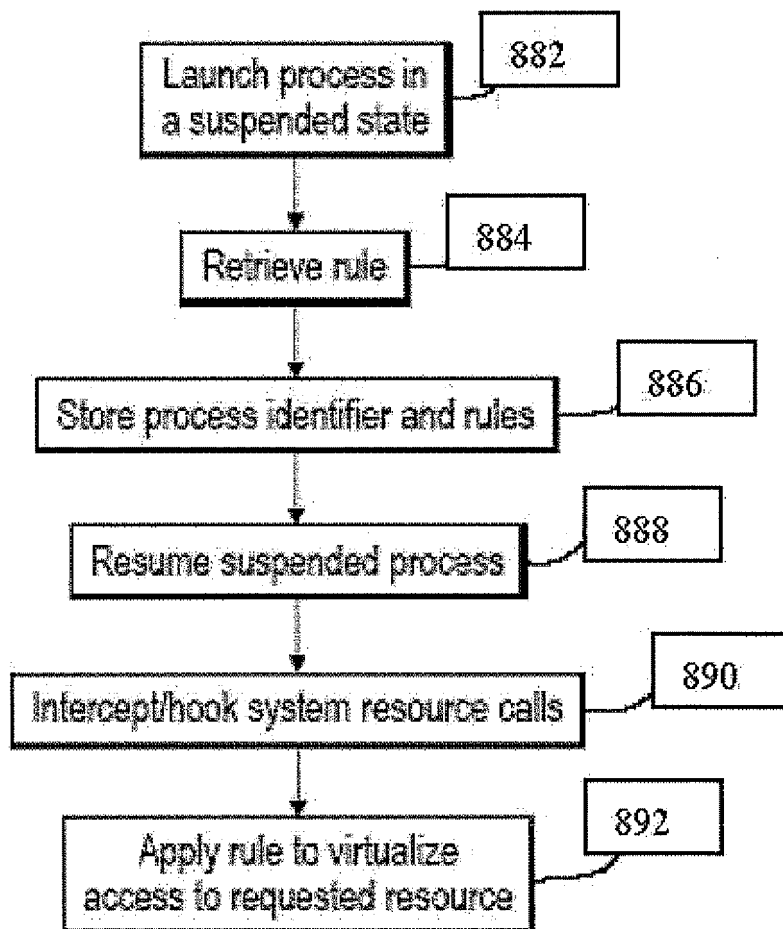 Launch process in
a suspended state
882
Retrieve rule
884
Store process identifier and rules
886
Resume suspended process
888
Intercept/hook system resource calls
890
Apply rule to virtualize
access to requested resource
892